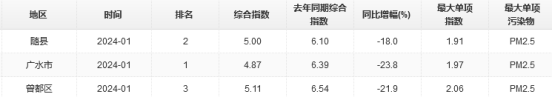 地区 时间 排名 综合指数 去年同期综合指数 同比增幅(%) 最大单项指数 最大单项污染物
随县 2024-01 2 5.00 6.10 -18.0 1.91 PM2.5
广水市 2024-01 1 4.87 6.39 -23.8 1.97 PM2.5
曾都区 2024-01 3 5.11 6.54 -21.9 2.06 PM2.5